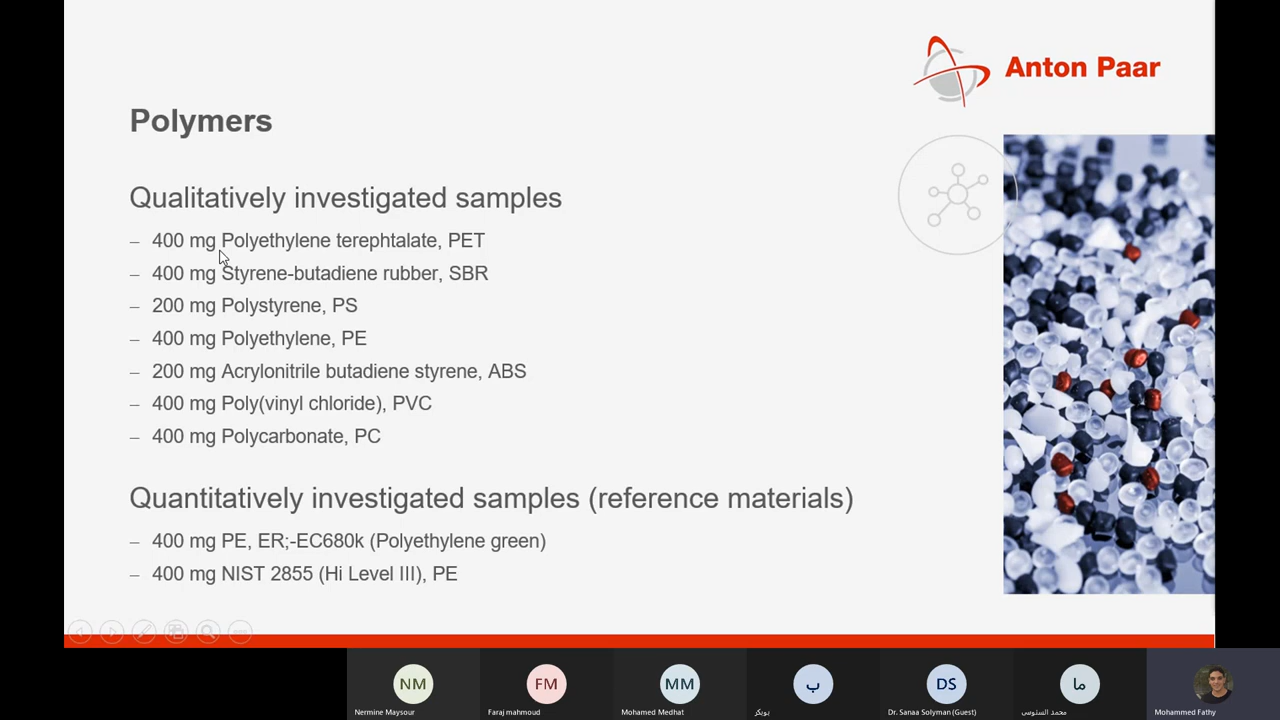 Anton Paar
Polymers
Qualitatively investigated samples
– 400 mg Polyethylene terephtalate, PET
– 400 mg Styrene-butadiene rubber, SBR
– 200 mg Polystyrene, PS
– 400 mg Polyethylene, PE
– 200 mg Acrylonitrile butadiene styrene, ABS
– 400 mg Poly(vinyl chloride), PVC
– 400 mg Polycarbonate, PC
Quantitatively investigated samples (reference materials)
– 400 mg PE, ER;-EC680k (Polyethylene green)
– 400 mg NIST 2855 (Hi Level III), PE
NM
FM
MM
ب
DS
ما
Nermine Maysour
Faraj mahmoud
Mohamed Medhat
بوبكر
Dr. Sanaa Solyman (Guest)
محمد السنوسي
Mohammed Fathy